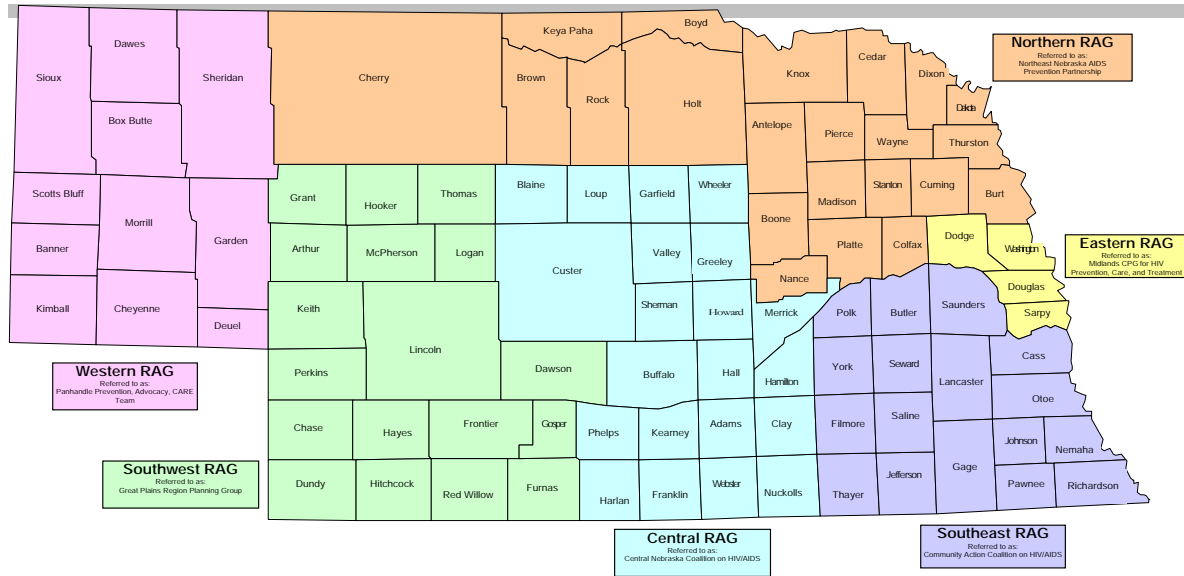 Boyd
Keya Paha
Dawes
Cedar
Northern RAG
Referred to as:
Northeast Nebraska AIDS
Prevention Partnership
Sioux
Sheridan
Cherry
Brown
Rock
Holt
Knox
Dixon
Dakota
Box Butte
Antelope
Pierce
Wayne
Thurston
Scotts Bluff
Grant
Hooker
Thomas
Blaine
Loup
Garfield
Wheeler
Madison
Stanton
Cuming
Burt
Morrill
Boone
Banner
Garden
Arthur
McPherson
Logan
Custer
Valley
Greeley
Platte
Colfax
Dodge
Washington
Eastern RAG
Referred to as:
Midlands CPG for HIV
Prevention, Care, and Treatment
Nance
Douglas
Kimball
Cheyenne
Deuel
Keith
Sherman
Howard
Merrick
Polk
Butler
Saunders
Sarpy
Lincoln
Western RAG
Referred to as:
Panhandle Prevention, Advocacy, CARE
Team
Perkins
Dawson
Buffalo
Hall
Hamilton
York
Seward
Lancaster
Cass
Otoe
Chase
Hayes
Frontier
Gosper
Phelps
Kearney
Adams
Clay
Filmore
Saline
Johnson
Nemaha
Southwest RAG
Referred to as:
Great Plains Region Planning Group
Dundy
Hitchcock
Red Willow
Furnas
Harlan
Franklin
Webster
Nuckolls
Thayer
Jefferson
Gage
Pawnee
Richardson
Central RAG
Referred to as:
Central Nebraska Coalition on HIV/AIDS
Southeast RAG
Referred to as:
Community Action Coalition on HIV/AIDS